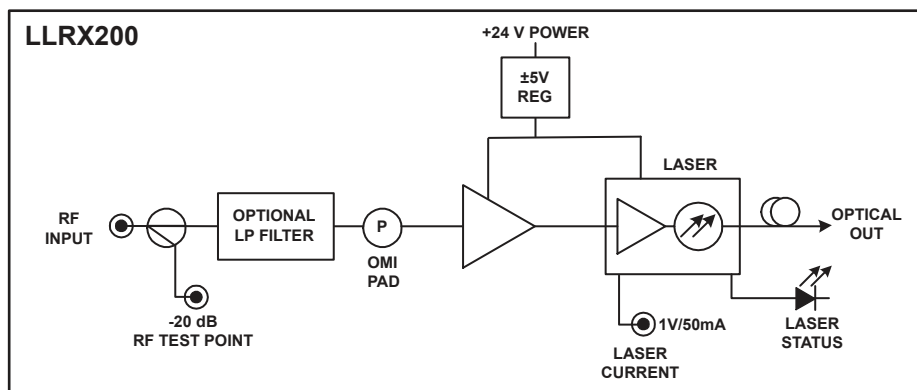 LLRX200
+24 V POWER
±5V
REG
LASER
RF
INPUT
OPTIONAL
LP FILTER
P
OMI
PAD
OPTICAL
OUT
-20 dB
RF TEST POINT
1V/50mA
LASER
CURRENT
LASER
STATUS